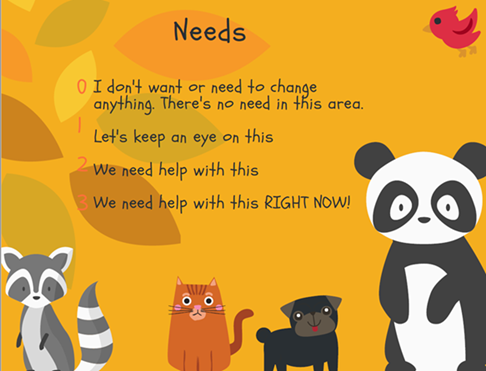 Needs
0 I don't want or need to change
anything. There's no need in this area.
1 Let's keep an eye on this
2 We need help with this
3 We need help with this RIGHT NOW!